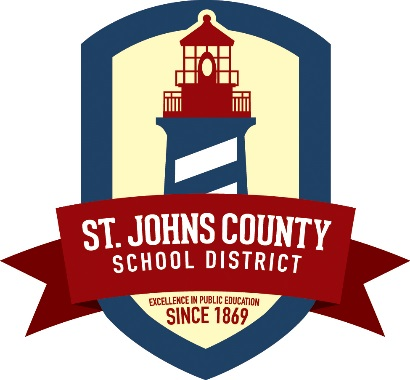 ST. JOHNS COUNTY
SCHOOL DISTRICT
EXCELLENCE IN PUBLIC EDUCATION
SINCE 1869